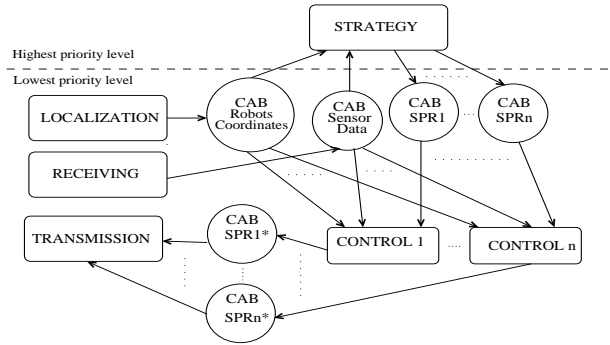 STRATEGY
Highest priority level
Lowest priority level
LOCALIZATION
CAB
Robots
Coordinates
CAB
Sensor
Data
CAB
SPR1
CAB
SPRn
RECEIVING
TRANSMISSION
CAB
SPR1*
CONTROL 1
CONTROL n
CAB
SPRn*